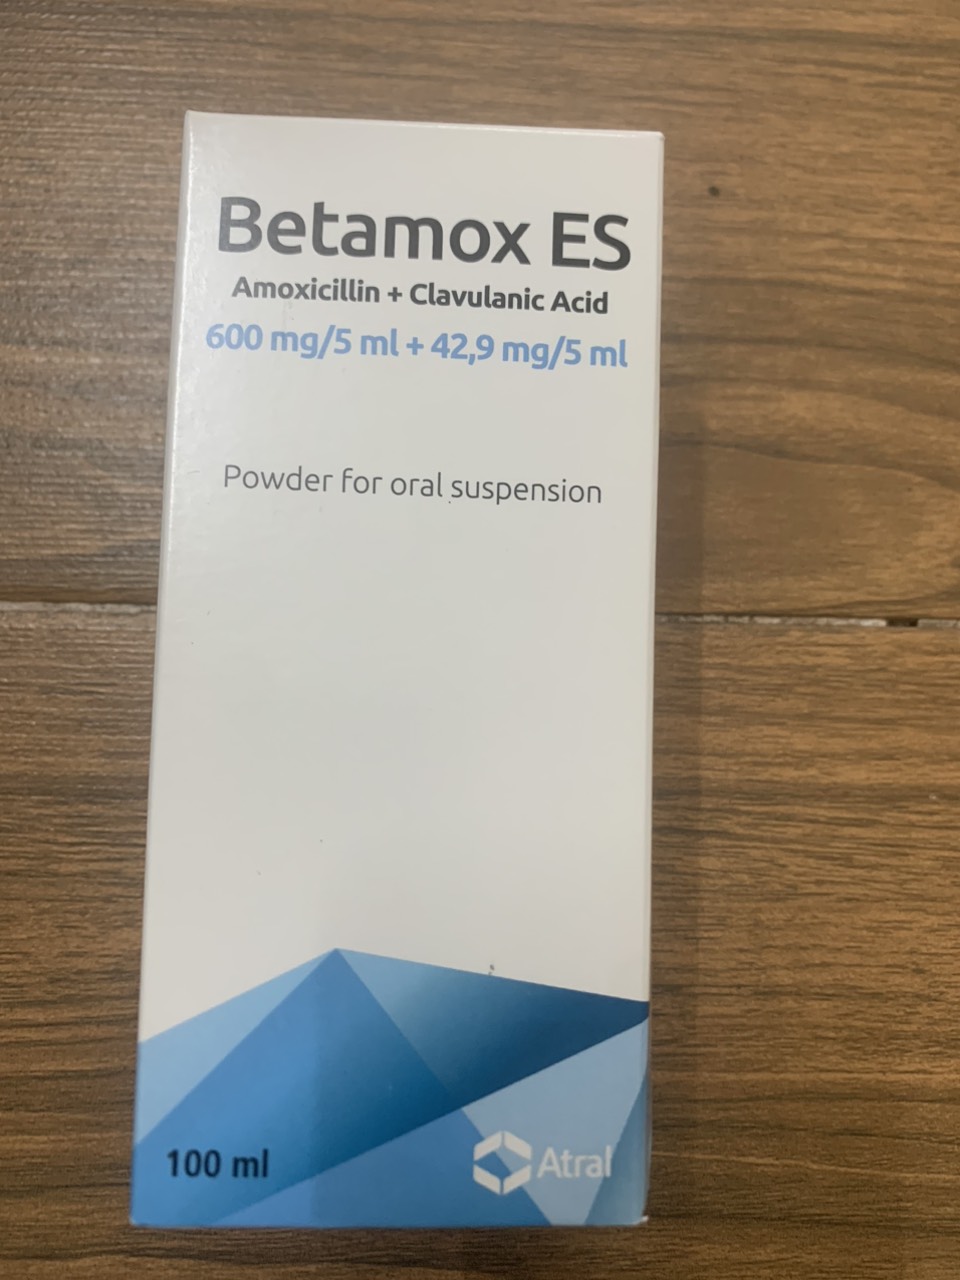 Betamox ES
Amoxicillin + Clavulanic Acid
600 mg/5 ml + 42,9 mg/5 ml
Powder for oral suspension
100 ml
Atral